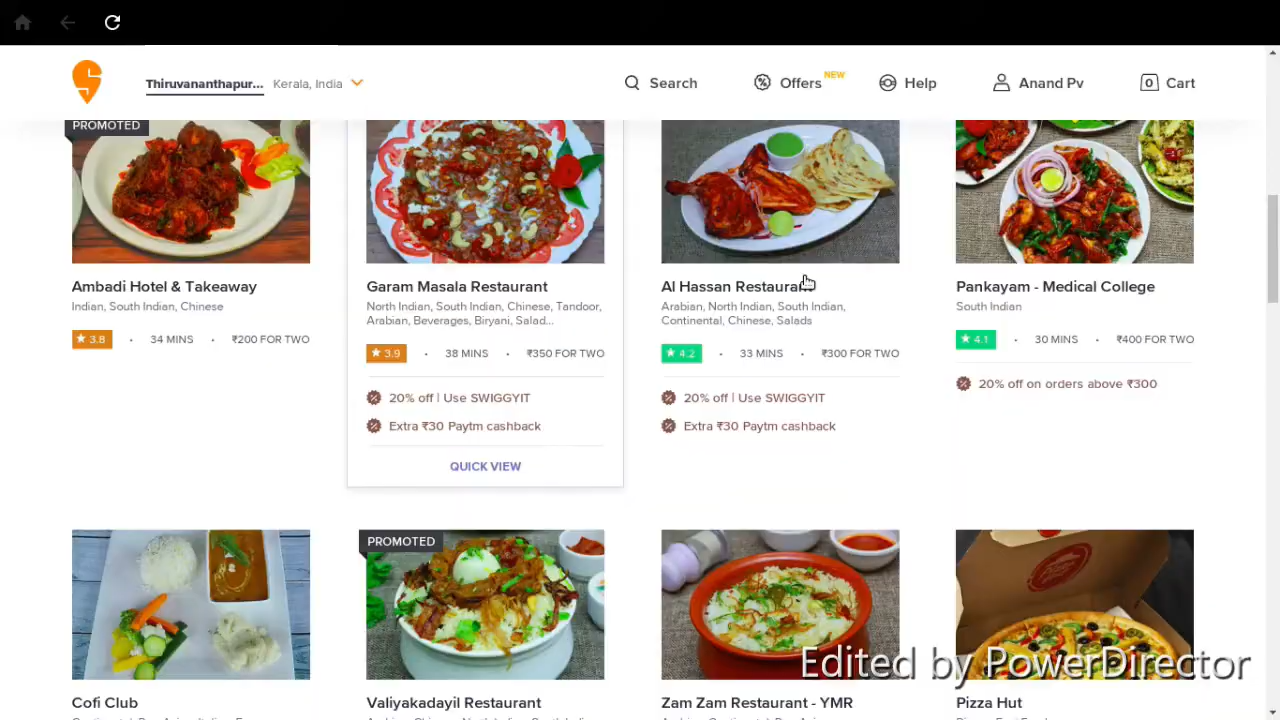 Thiruvananthapur... Kerala, India
Search
Offers NEW
Help
Anand Pv
0 Cart
PROMOTED
Ambadi Hotel & Takeaway
Indian, South Indian, Chinese
★ 3.8 • 34 MINS • ₹200 FOR TWO
Garam Masala Restaurant
North Indian, South Indian, Chinese, Tandoor,
Arabian, Beverages, Biryani, Salad...
★ 3.9 • 38 MINS • ₹350 FOR TWO
20% off | Use SWIGGYIT
Extra ₹30 Paytm cashback
QUICK VIEW
Al Hassan Restaurant
Arabian, North Indian, South Indian,
Continental, Chinese, Salads
★ 4.2 • 33 MINS • ₹300 FOR TWO
20% off | Use SWIGGYIT
Extra ₹30 Paytm cashback
Pankayam - Medical College
South Indian
★ 4.1 • 30 MINS • ₹400 FOR TWO
20% off on orders above ₹300
Cofi Club
PROMOTED
Valiyakadayil Restaurant
Zam Zam Restaurant - YMR
Pizza Hut
Edited by PowerDirector